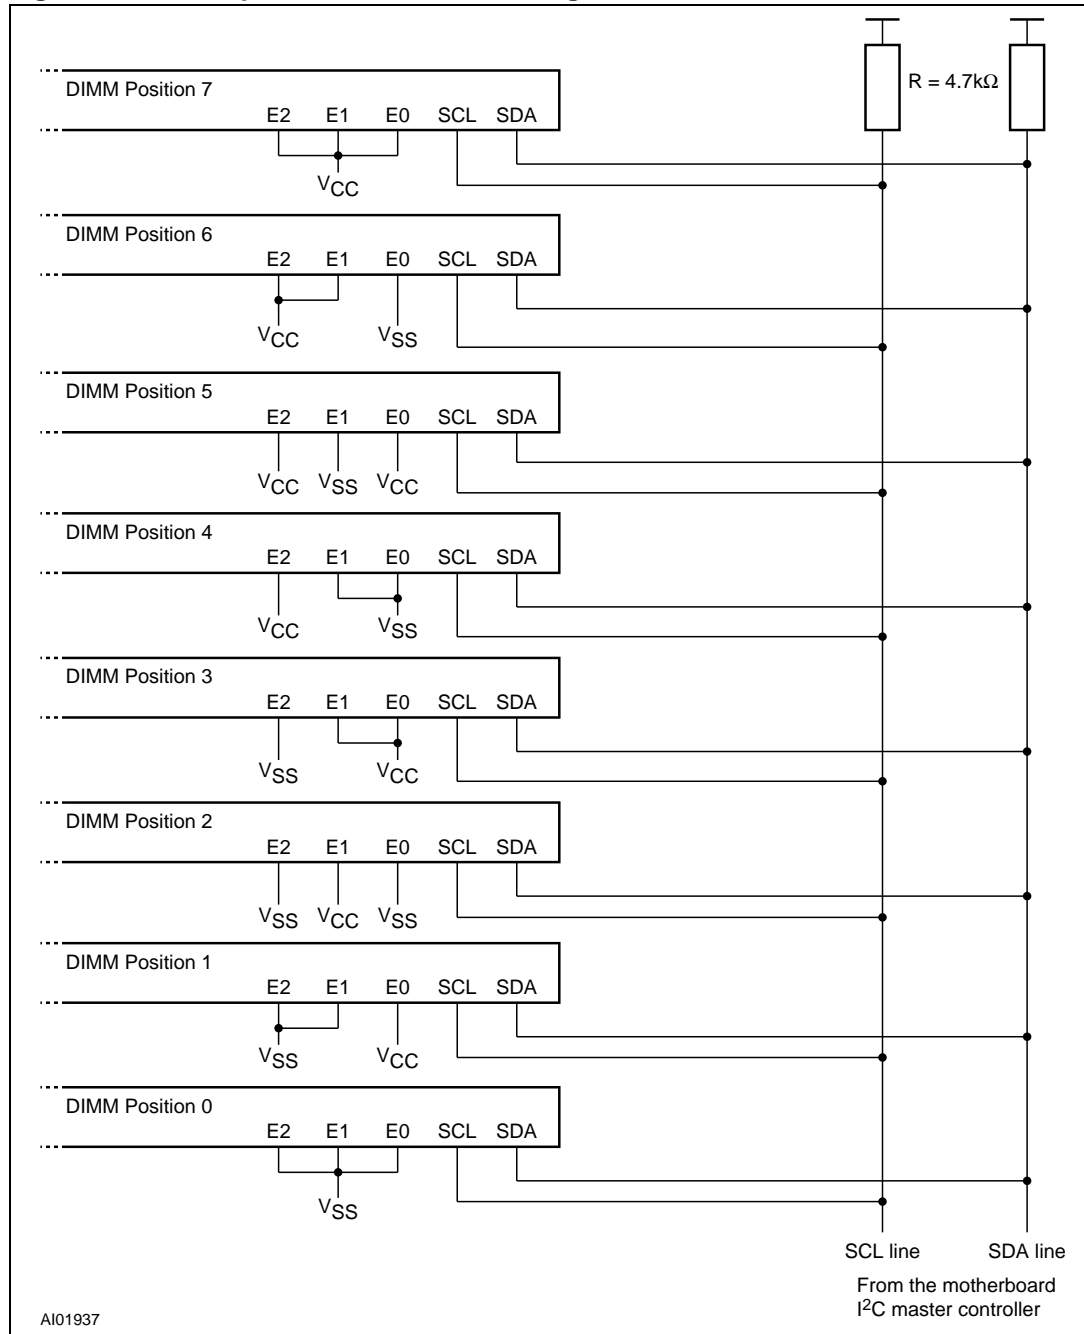 R = 4.7kΩ
DIMM Position 7
E2 E1 E0 SCL SDA
VCC
DIMM Position 6
E2 E1 E0 SCL SDA
VCC VSS
DIMM Position 5
E2 E1 E0 SCL SDA
VCC VSS VCC
DIMM Position 4
E2 E1 E0 SCL SDA
VCC VSS
DIMM Position 3
E2 E1 E0 SCL SDA
VSS VCC
DIMM Position 2
E2 E1 E0 SCL SDA
VSS VCC VSS
DIMM Position 1
E2 E1 E0 SCL SDA
VSS VCC
DIMM Position 0
E2 E1 E0 SCL SDA
VSS
SCL line SDA line
From the motherboard
I2C master controller
AI01937